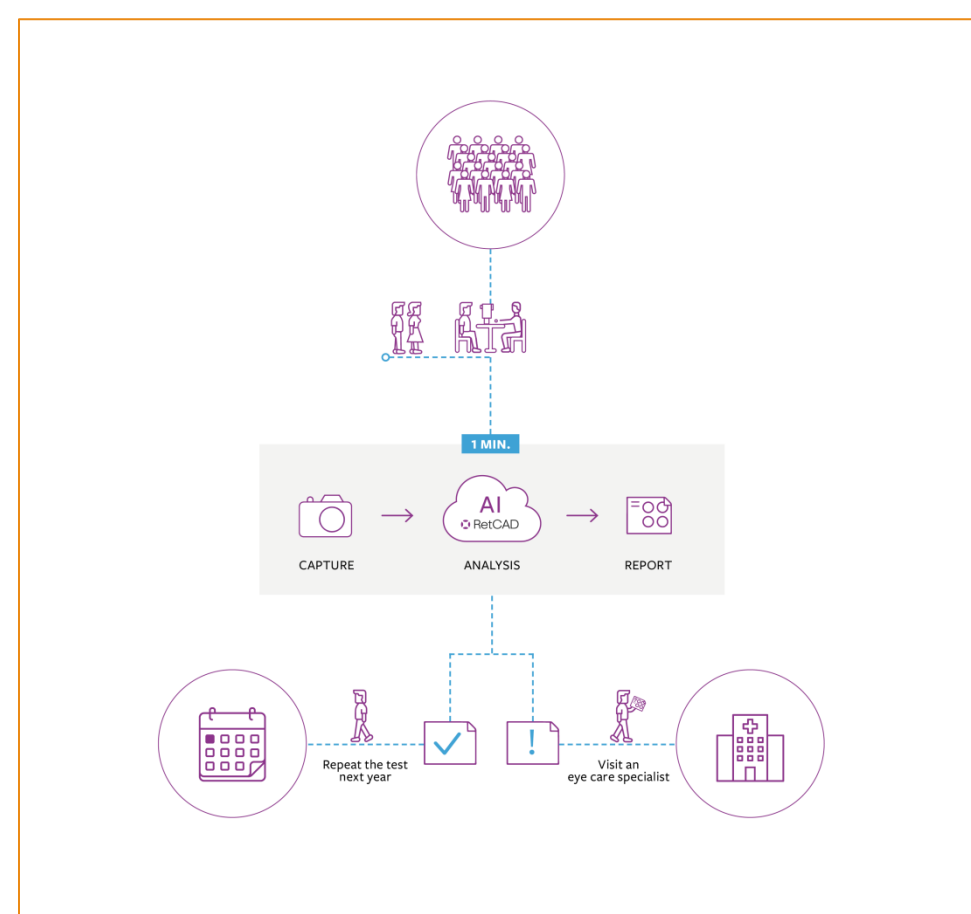 1 MIN.
AI
RetCAD
CAPTURE
ANALYSIS
REPORT
Repeat the test
next year
!
Visit an
eye care specialist